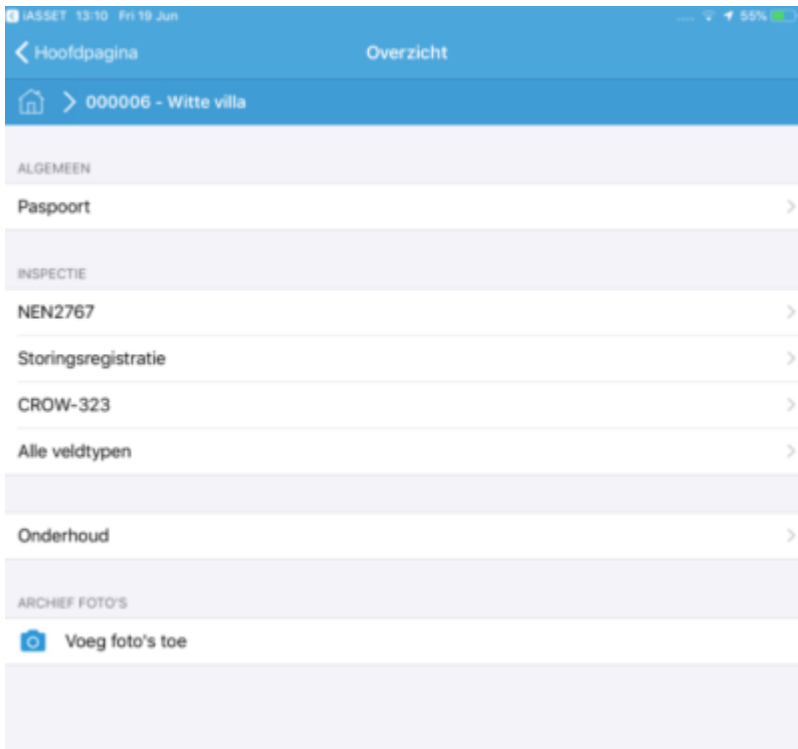 iASSET 13:10 Fri 19 Jun 55%
Hoofdpagina Overzicht
000006 - Witte villa
ALGEMEEN
Paspoort
INSPECTIE
NEN2767
Storingsregistratie
CROW-323
Alle veldtypen
Onderhoud
ARCHIEF FOTO'S
Voeg foto's toe